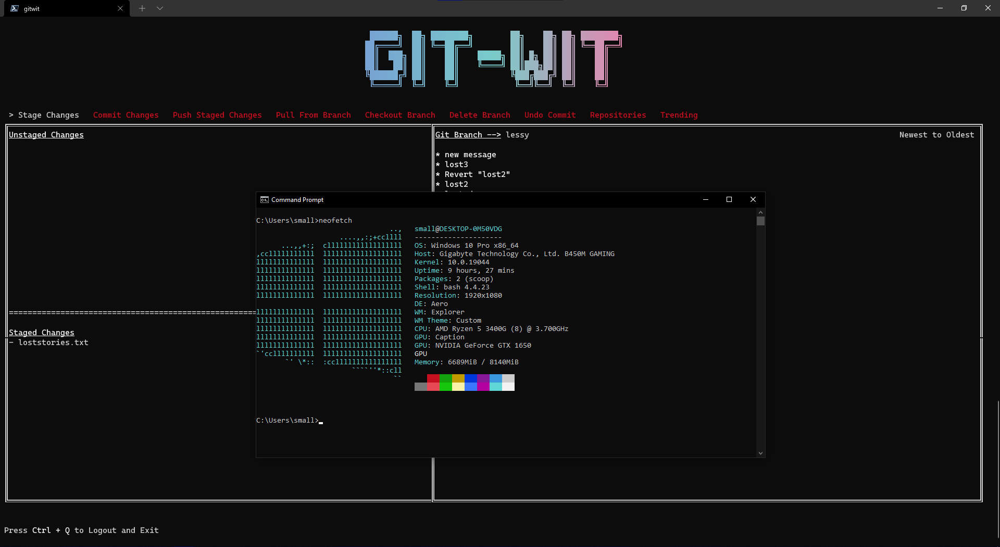 gitwit
GIT-WIT
> Stage Changes Commit Changes Push Staged Changes Pull From Branch Checkout Branch Delete Branch Undo Commit Repositories Trending
Unstaged Changes
Git Branch --> lessy Newest to Oldest
* new message
* lost3
* Revert "lost2"
* lost2
Command Prompt
C:\Users\small>neofetch
small@DESKTOP-0M50VDG
---------------------
OS: Windows 10 Pro x86_64
Host: Gigabyte Technology Co., Ltd. B450M GAMING
Kernel: 10.0.19044
Uptime: 9 hours, 27 mins
Packages: 2 (scoop)
Shell: bash 4.4.23
Resolution: 1920x1080
DE: Aero
WM: Explorer
WM Theme: Custom
CPU: AMD Ryzen 5 3400G (8) @ 3.700GHz
GPU: Caption
GPU: NVIDIA GeForce GTX 1650
GPU
Memory: 6689MiB / 8140MiB
C:\Users\small>
Staged Changes
- loststories.txt
Press Ctrl + Q to Logout and Exit